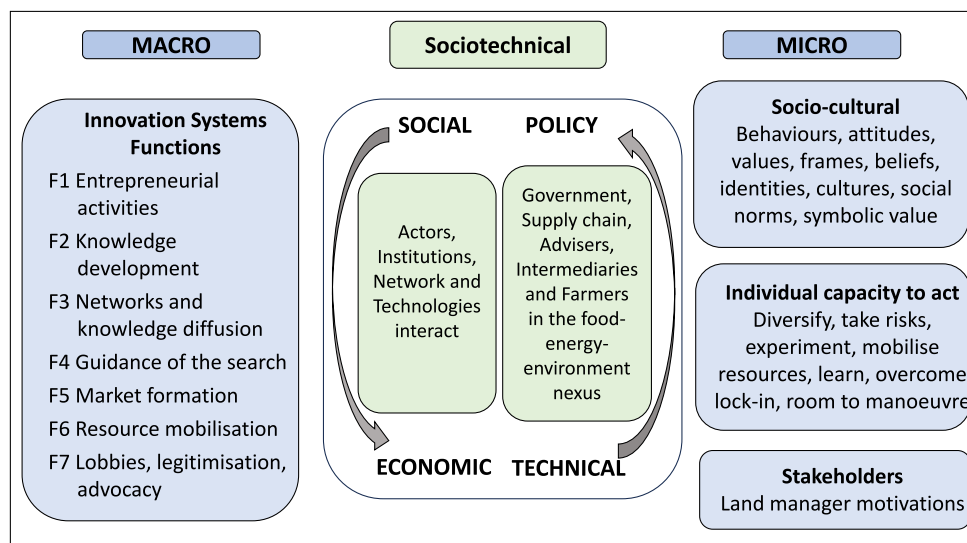 MACRO
Innovation Systems
Functions
F1 Entrepreneurial
activities
F2 Knowledge
development
F3 Networks and
knowledge diffusion
F4 Guidance of the search
F5 Market formation
F6 Resource mobilisation
F7 Lobbies, legitimisation,
advocacy
Sociotechnical
SOCIAL POLICY
Actors,
Institutions,
Network and
Technologies
interact
Government,
Supply chain,
Advisers,
Intermediaries
and Farmers
in the food-
energy-
environment
nexus
ECONOMIC TECHNICAL
MICRO
Socio-cultural
Behaviours, attitudes,
values, frames, beliefs,
identities, cultures, social
norms, symbolic value
Individual capacity to act
Diversify, take risks,
experiment, mobilise
resources, learn, overcome
lock-in, room to manoeuvre
Stakeholders
Land manager motivations